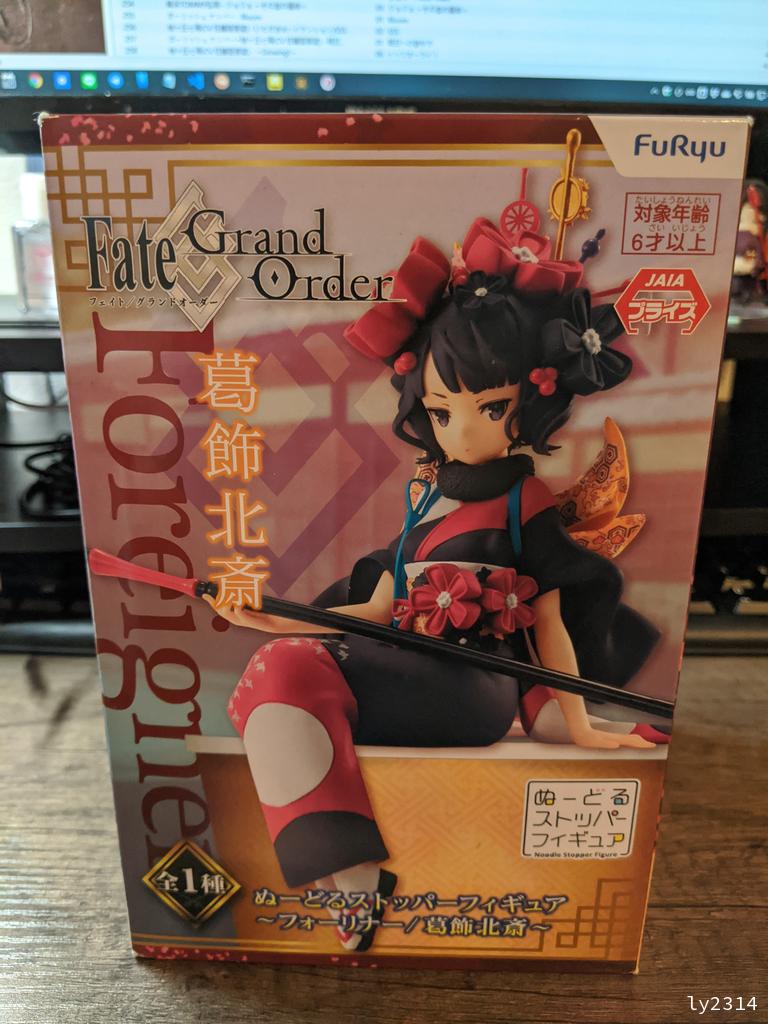 FuRyu
たいしょうねんれい
対象年齢
さい いじょう
6才以上
JAIA
プライズ
Fate
Grand
Order
フェイト/グランドオーダー
Foreigner
葛飾北斎
ぬーどる
ストッパー
フィギュア
Noodle Stopper Figure
全1種
ぬーどるストッパーフィギュア
～フォーリナー/葛飾北斎～
ly2314